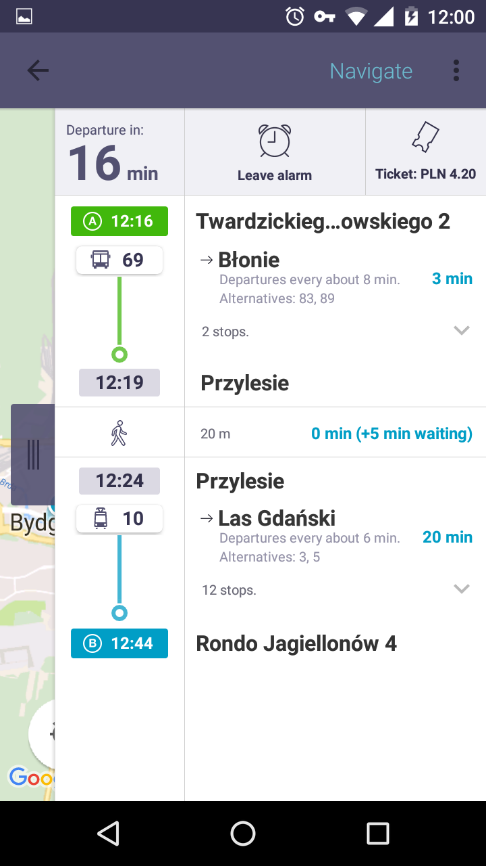 12:00
Navigate
Departure in:
16 min
Leave alarm
Ticket: PLN 4.20
A 12:16
Twardzickieg...owskiego 2
69
→ Błonie
Departures every about 8 min.
3 min
Alternatives: 83, 89
2 stops.
12:19
Przylesie
20 m
0 min (+5 min waiting)
12:24
Przylesie
10
→ Las Gdański
Departures every about 6 min.
20 min
Alternatives: 3, 5
12 stops.
B 12:44
Rondo Jagiellonów 4
Bydg
Goo